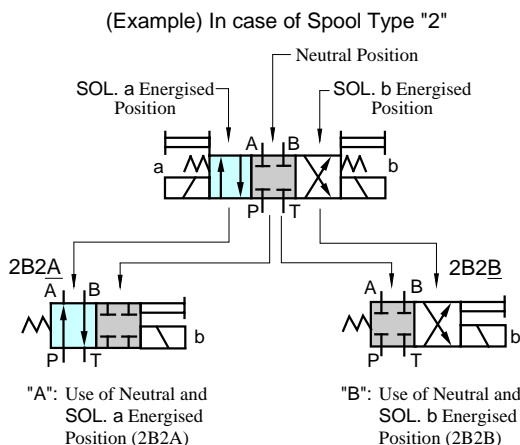 (Example) In case of Spool Type "2"
Neutral Position
SOL. a Energised
Position
SOL. b Energised
Position
A B
a b
P T
2B2A 2B2B
A B A B
b b
P T P T
"A": Use of Neutral and
SOL. a Energised
Position (2B2A)
"B": Use of Neutral and
SOL. b Energised
Position (2B2B)